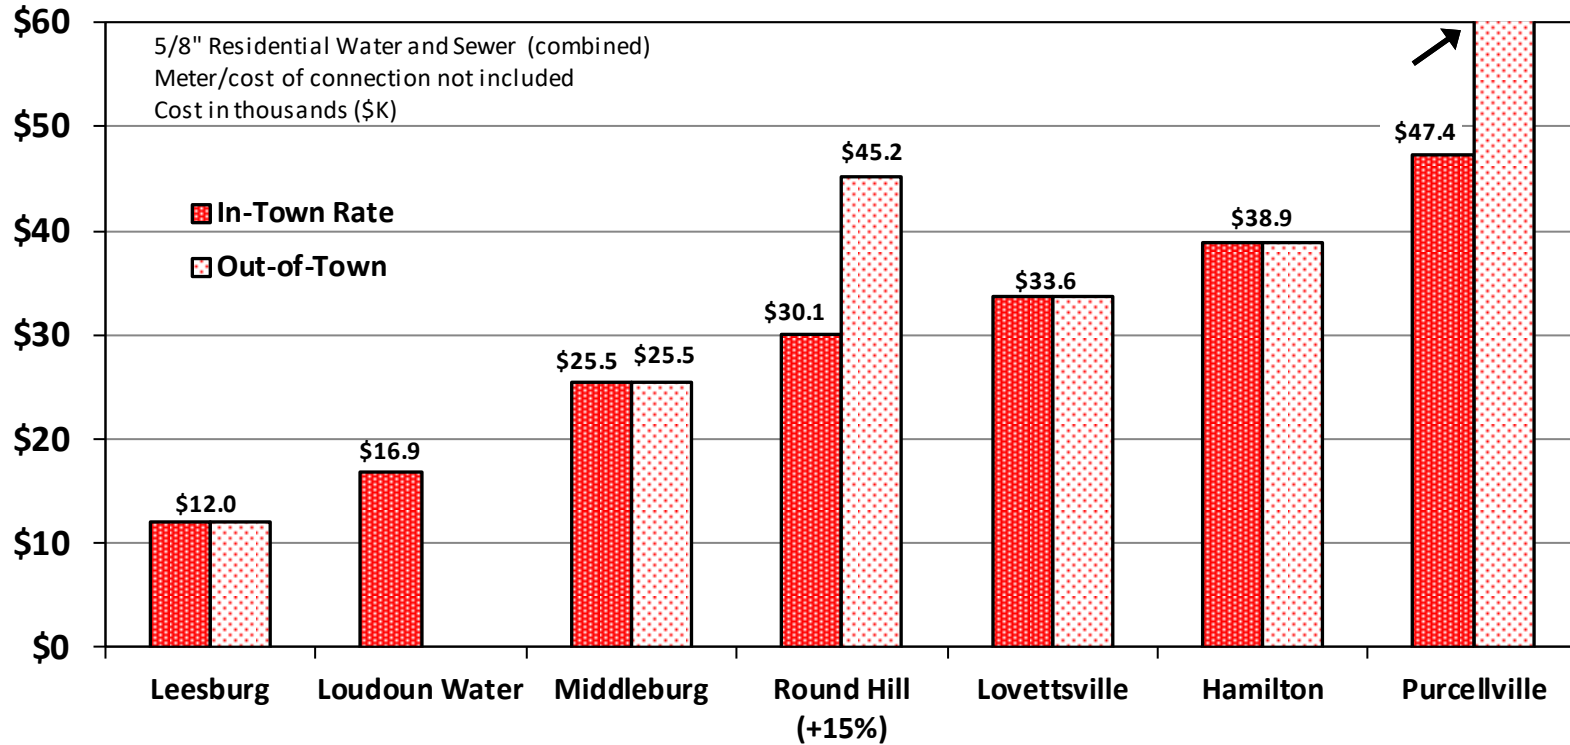 $60
$50
$40
$30
$20
$10
$0
5/8" Residential Water and Sewer (combined)
Meter/cost of connection not included
Cost in thousands ($K)
In-Town Rate
Out-of-Town
$12.0
$16.9
$25.5
$25.5
$30.1
$45.2
$33.6
$38.9
$47.4
Leesburg
Loudoun Water
Middleburg
Round Hill
(+15%)
Lovettsville
Hamilton
Purcellville